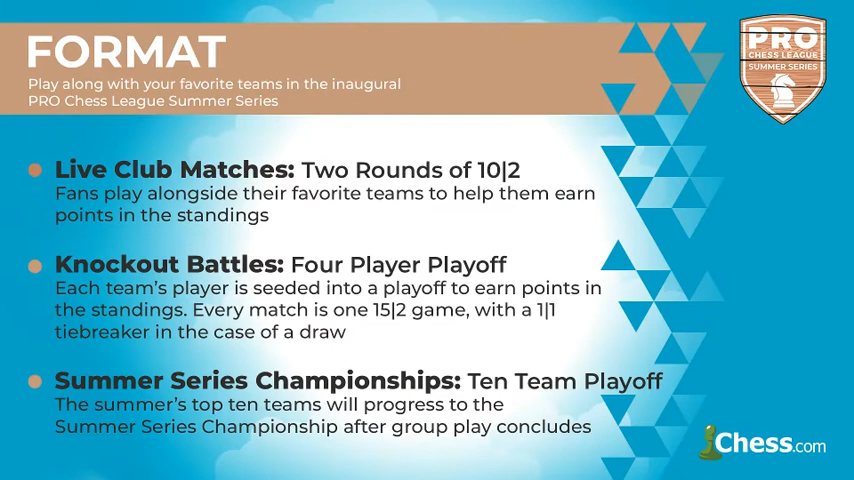 FORMAT
Play along with your favorite teams in the inaugural
PRO Chess League Summer Series
PRO
CHESS LEAGUE
SUMMER SERIES
Live Club Matches: Two Rounds of 10|2
Fans play alongside their favorite teams to help them earn
points in the standings
Knockout Battles: Four Player Playoff
Each team's player is seeded into a playoff to earn points in
the standings. Every match is one 15|2 game, with a 1|1
tiebreaker in the case of a draw
Summer Series Championships: Ten Team Playoff
The summer's top ten teams will progress to the
Summer Series Championship after group play concludes
Chess.com